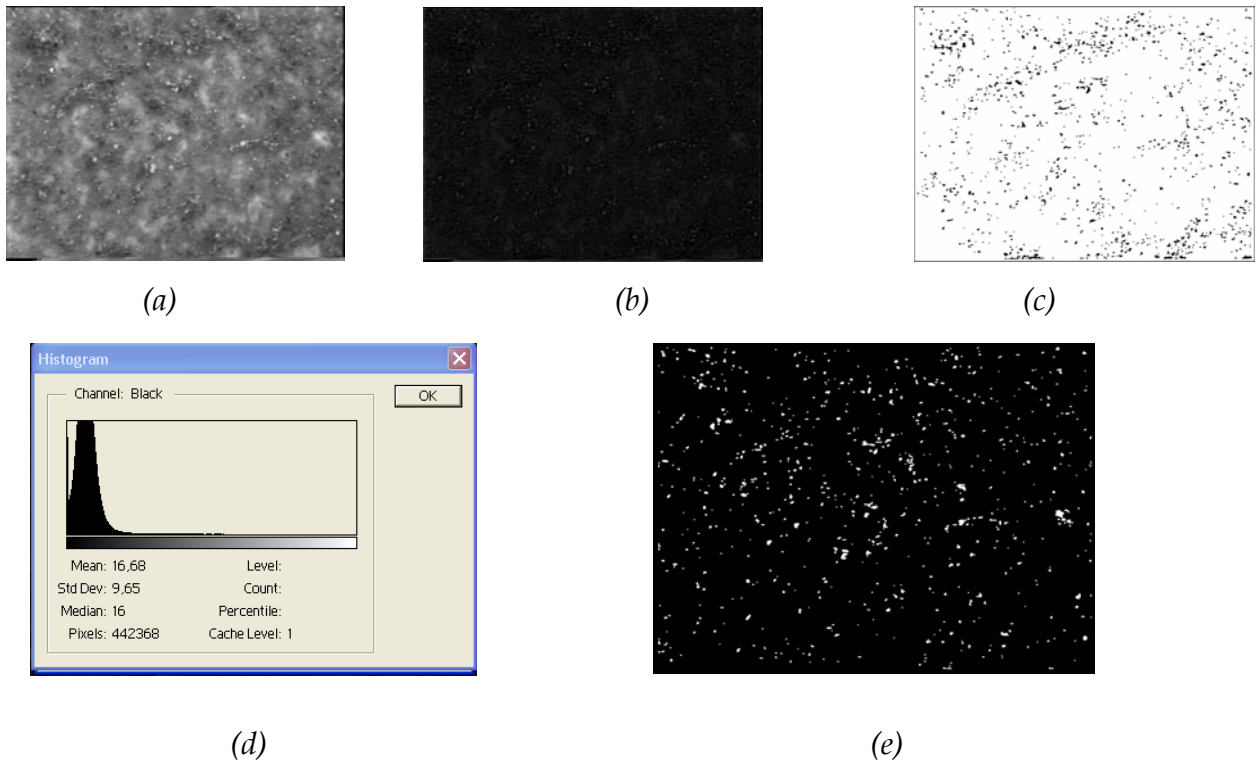 (a)
(b)
(c)
Histogram
Channel: Black
OK
Mean: 16,68
Level:
Std Dev: 9,65
Count:
Median: 16
Percentile:
Pixels: 442368
Cache Level: 1
(d)
(e)